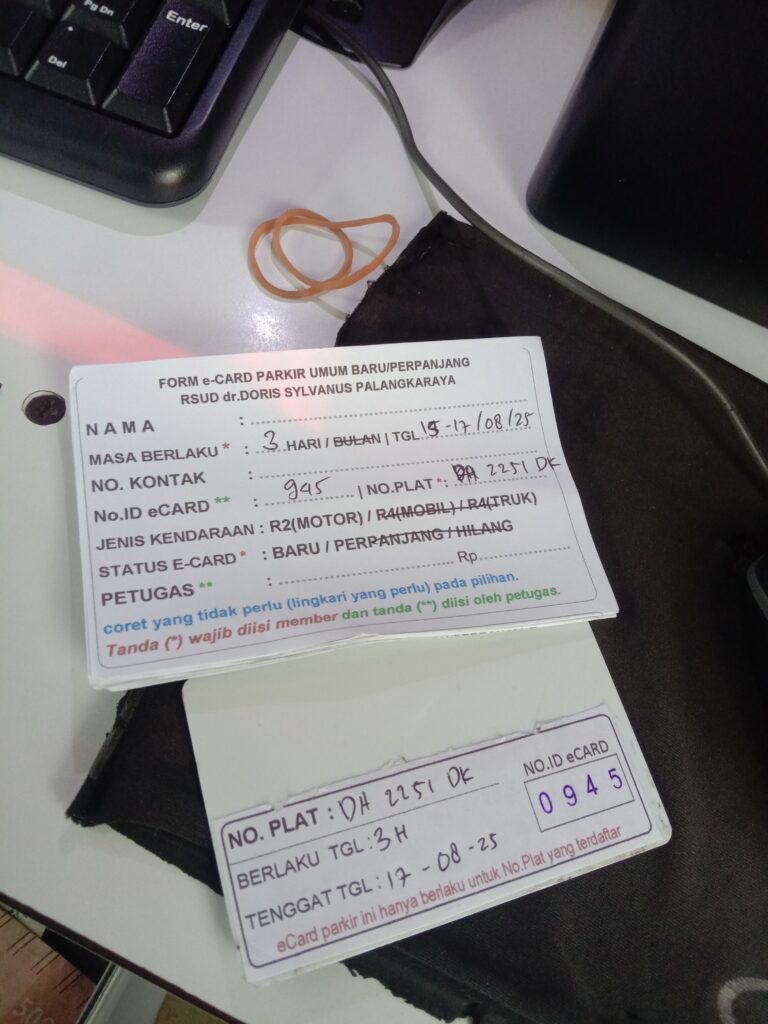 Pg Dn
Enter
Del
FORM e-CARD PARKIR UMUM BARU/PERPANJANG
RSUD dr.DORIS SYLVANUS PALANGKARAYA
NAMA :
MASA BERLAKU * : 3 HARI / BULAN | TGL 15-17/08/25
NO. KONTAK :
No.ID eCARD ** : 945 | NO.PLAT * : DA 2251 DK
JENIS KENDARAAN : R2(MOTOR) / R4(MOBIL) / R4(TRUK)
STATUS E-CARD * : BARU / PERPANJANG / HILANG
PETUGAS ** : Rp
coret yang tidak perlu (lingkari yang perlu) pada pilihan.
Tanda (*) wajib diisi member dan tanda (**) diisi oleh petugas.
NO. PLAT : DA 2251 DK
NO.ID eCARD
0945
BERLAKU TGL : 3 H
TENGGAT TGL : 17-08-25
eCard parkir ini hanya berlaku untuk No.Plat yang terdaftar